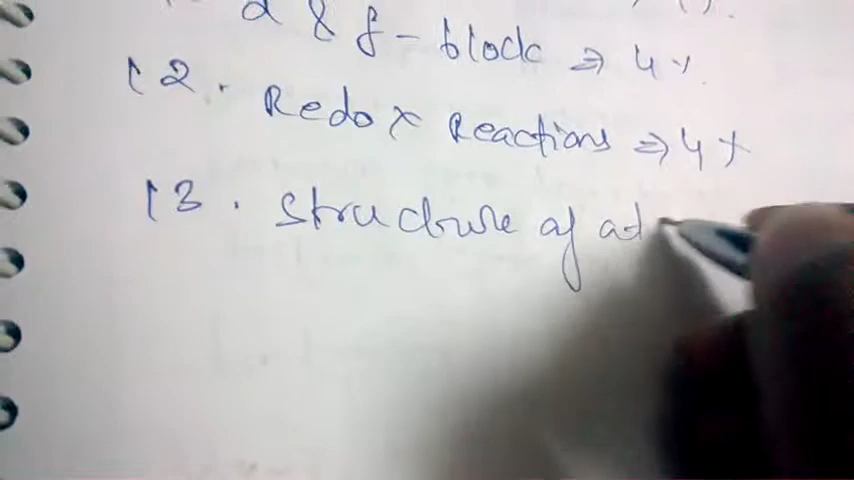 d & f - block ⇒ 4 %
12. Redox Reactions ⇒ 4 %
13. Structure of at